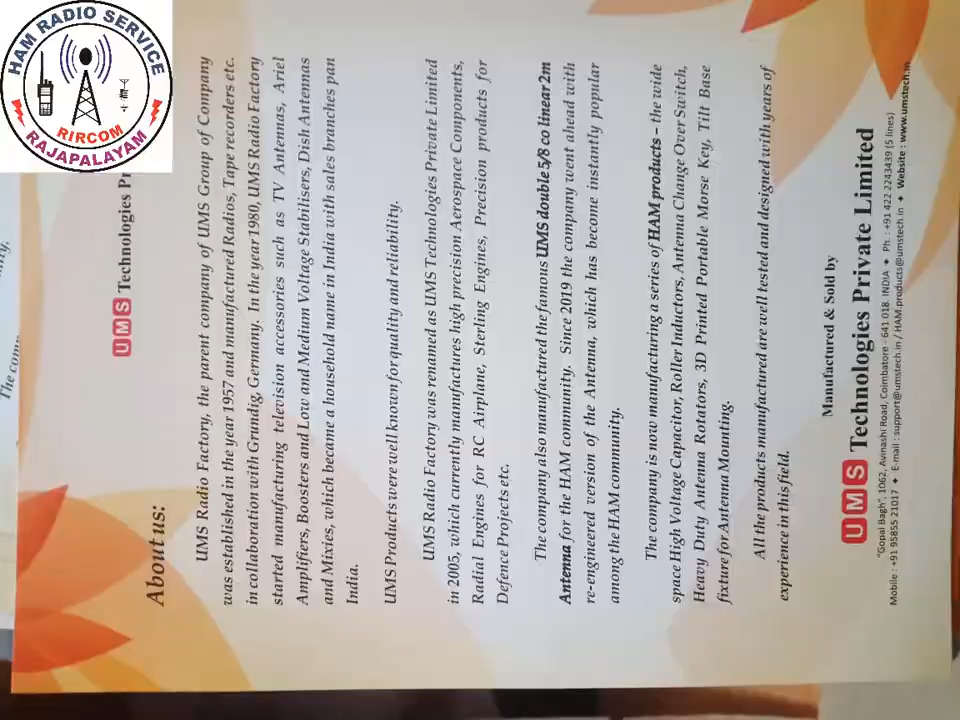 HAM RADIO SERVICE
RIRCOM
RAJAPALAYAM
The
UMS Technologies
About us:
UMS Radio Factory, the parent company of UMS Group of Company
was established in the year 1957 and manufactured Radios, Tape recorders etc.
in collaboration with Grundig, Germany. In the year 1980, UMS Radio Factory
started manufacturing television accessories such as TV Antennas, Ariel
Amplifiers, Boosters and Low and Medium Voltage Stabilisers, Dish Antennas
and Mixies, which became a household name in India with sales branches pan
India.
UMS Products were well known for quality and reliability.
UMS Radio Factory was renamed as UMS Technologies Private Limited
in 2005, which currently manufactures high precision Aerospace Components,
Radial Engines for RC Airplane, Sterling Engines, Precision products for
Defence Projects etc.
The company also manufactured the famous UMS double 5/8 co linear 2m
Antenna for the HAM community. Since 2019 the company went ahead with
re-engineered version of the Antenna, which has become instantly popular
among the HAM community.
The company is now manufacturing a series of HAM products – the wide
space High Voltage Capacitor, Roller Inductors, Antenna Change Over Switch,
Heavy Duty Antenna Rotators, 3D Printed Portable Morse Key, Tilt Base
fixture for Antenna Mounting.
All the products manufactured are well tested and designed with years of
experience in this field.
Manufactured & Sold by
UMS Technologies Private Limited
"Gopal Bagh", 1062, Avinashi Road, Coimbatore - 641 018. INDIA ✦ Ph. : +91 422 2243439 (5 lines)
Mobile : +91 95855 21017 ✦ E-mail : support@umstech.in / HAM.products@umstech.in ✦ Website : www.umstech.in